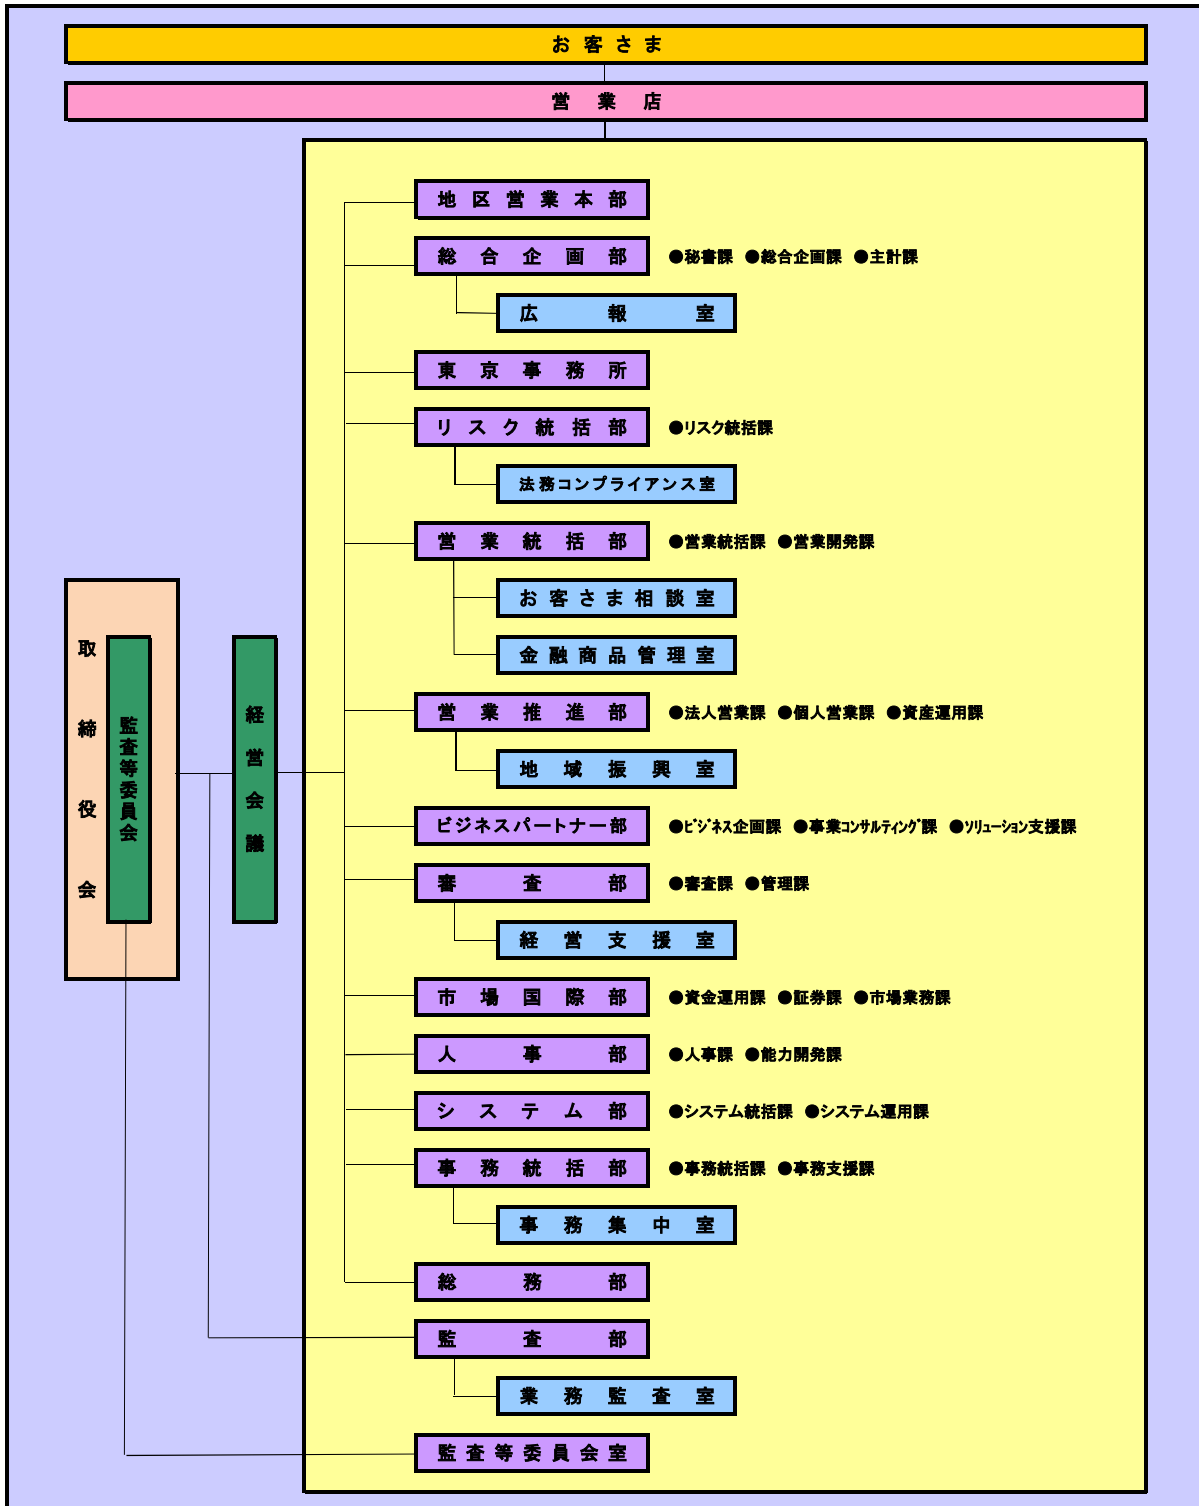 お客さま
営業店
地区営業本部
総合企画部 ●秘書課 ●総合企画課 ●主計課
広報室
東京事務所
リスク統括部 ●リスク統括課
法務コンプライアンス室
営業統括部 ●営業統括課 ●営業開発課
お客さま相談室
金融商品管理室
取締役会
監査等委員会
経営会議
営業推進部 ●法人営業課 ●個人営業課 ●資産運用課
地域振興室
ビジネスパートナー部 ●ﾋﾞｼﾞﾈｽ企画課 ●事業ｺﾝｻﾙﾃｨﾝｸﾞ課 ●ｿﾘｭｰｼｮﾝ支援課
審査部 ●審査課 ●管理課
経営支援室
市場国際部 ●資金運用課 ●証券課 ●市場業務課
人事部 ●人事課 ●能力開発課
システム部 ●システム統括課 ●システム運用課
事務統括部 ●事務統括課 ●事務支援課
事務集中室
総務部
監査部
業務監査室
監査等委員会室